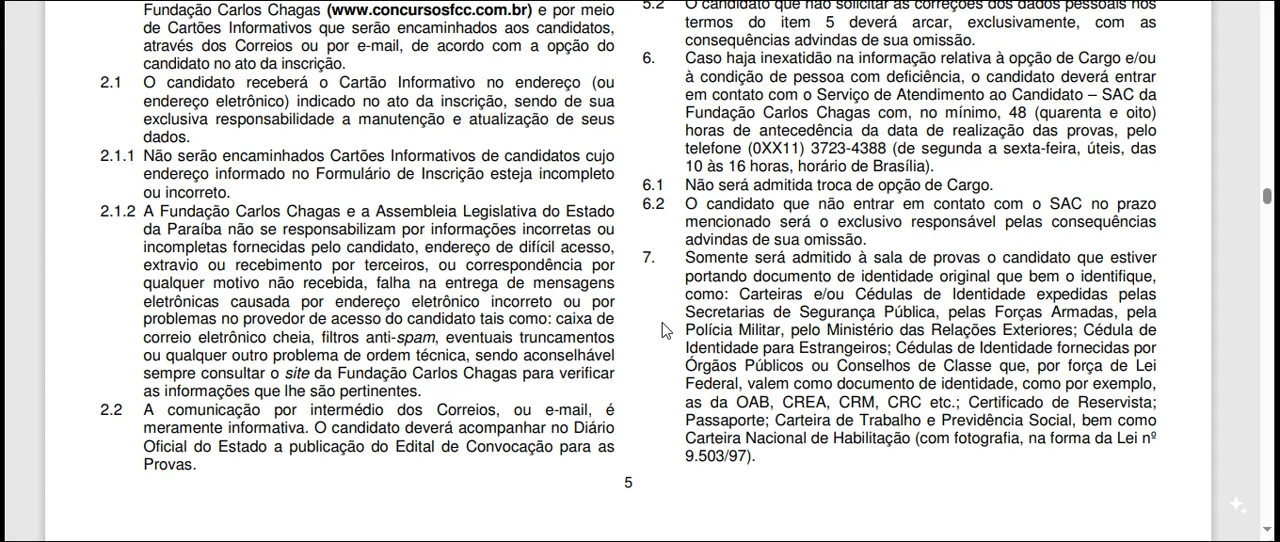 Fundação Carlos Chagas (www.concursosfcc.com.br) e por meio
de Cartões Informativos que serão encaminhados aos candidatos,
através dos Correios ou por e-mail, de acordo com a opção do
candidato no ato da inscrição.
2.1 O candidato receberá o Cartão Informativo no endereço (ou
endereço eletrônico) indicado no ato da inscrição, sendo de sua
exclusiva responsabilidade a manutenção e atualização de seus
dados.
2.1.1 Não serão encaminhados Cartões Informativos de candidatos cujo
endereço informado no Formulário de Inscrição esteja incompleto
ou incorreto.
2.1.2 A Fundação Carlos Chagas e a Assembleia Legislativa do Estado
da Paraíba não se responsabilizam por informações incorretas ou
incompletas fornecidas pelo candidato, endereço de difícil acesso,
extravio ou recebimento por terceiros, ou correspondência por
qualquer motivo não recebida, falha na entrega de mensagens
eletrônicas causada por endereço eletrônico incorreto ou por
problemas no provedor de acesso do candidato tais como: caixa de
correio eletrônico cheia, filtros anti-spam, eventuais truncamentos
ou qualquer outro problema de ordem técnica, sendo aconselhável
sempre consultar o site da Fundação Carlos Chagas para verificar
as informações que lhe são pertinentes.
2.2 A comunicação por intermédio dos Correios, ou e-mail, é
meramente informativa. O candidato deverá acompanhar no Diário
Oficial do Estado a publicação do Edital de Convocação para as
Provas.
5.2 O candidato que não solicitar as correções dos dados pessoais nos
termos do item 5 deverá arcar, exclusivamente, com as
consequências advindas de sua omissão.
6. Caso haja inexatidão na informação relativa à opção de Cargo e/ou
à condição de pessoa com deficiência, o candidato deverá entrar
em contato com o Serviço de Atendimento ao Candidato – SAC da
Fundação Carlos Chagas com, no mínimo, 48 (quarenta e oito)
horas de antecedência da data de realização das provas, pelo
telefone (0XX11) 3723-4388 (de segunda a sexta-feira, úteis, das
10 às 16 horas, horário de Brasília).
6.1 Não será admitida troca de opção de Cargo.
6.2 O candidato que não entrar em contato com o SAC no prazo
mencionado será o exclusivo responsável pelas consequências
advindas de sua omissão.
7. Somente será admitido à sala de provas o candidato que estiver
portando documento de identidade original que bem o identifique,
como: Carteiras e/ou Cédulas de Identidade expedidas pelas
Secretarias de Segurança Pública, pelas Forças Armadas, pela
Polícia Militar, pelo Ministério das Relações Exteriores; Cédula de
Identidade para Estrangeiros; Cédulas de Identidade fornecidas por
Órgãos Públicos ou Conselhos de Classe que, por força de Lei
Federal, valem como documento de identidade, como por exemplo,
as da OAB, CREA, CRM, CRC etc.; Certificado de Reservista;
Passaporte; Carteira de Trabalho e Previdência Social, bem como
Carteira Nacional de Habilitação (com fotografia, na forma da Lei nº
9.503/97).
5